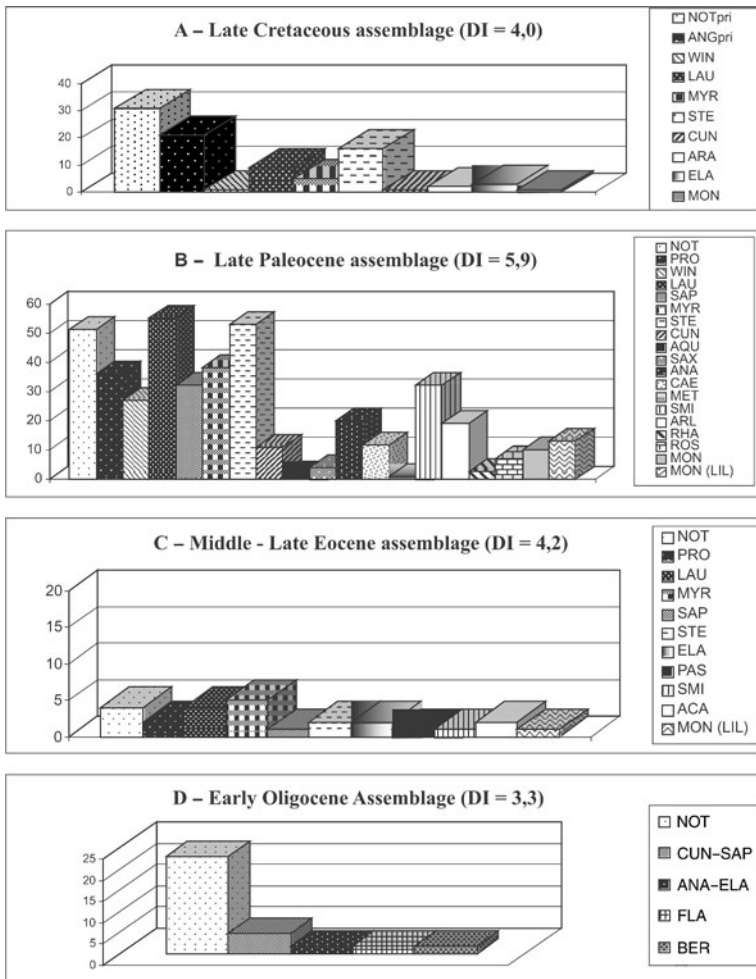 A – Late Cretaceous assemblage (DI = 4,0)
40
30
20
10
0
NOTpri
ANGpri
WIN
LAU
MYR
STE
CUN
ARA
ELA
MON
B – Late Paleocene assemblage (DI = 5,9)
60
50
40
30
20
10
0
NOT
PRO
WIN
LAU
SAP
MYR
STE
CUN
AQU
SAX
ANA
CAE
MET
SMI
ARL
RHA
ROS
MON
MON (LIL)
C – Middle - Late Eocene assemblage (DI = 4,2)
20
15
10
5
0
NOT
PRO
LAU
MYR
SAP
STE
ELA
PAS
SMI
ACA
MON (LIL)
D – Early Oligocene Assemblage (DI = 3,3)
25
20
15
10
5
0
NOT
CUN–SAP
ANA–ELA
FLA
BER